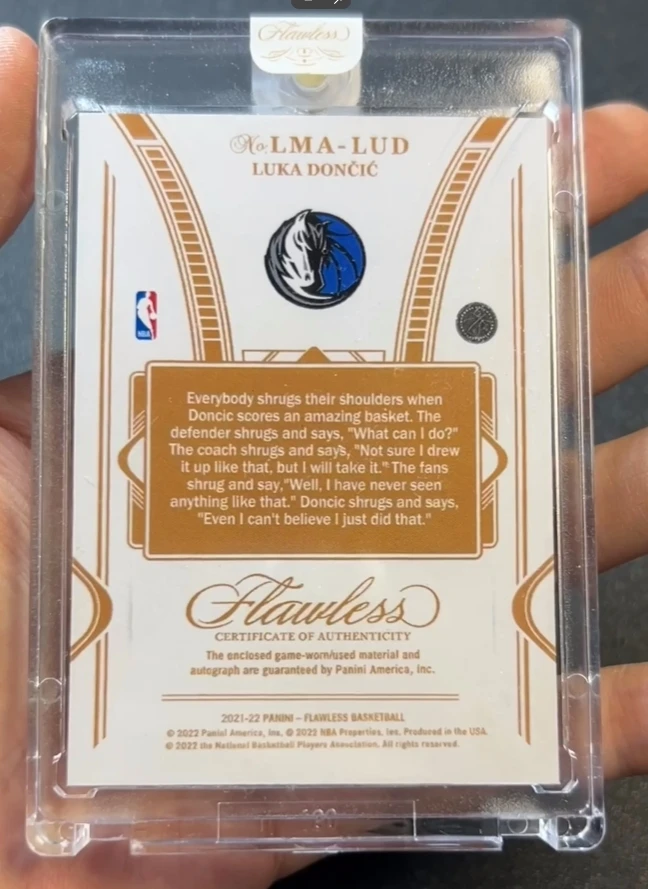 Flawless
No. LMA-LUD
LUKA DONČIĆ
NBA
Everybody shrugs their shoulders when
Doncic scores an amazing basket. The
defender shrugs and says, "What can I do?"
The coach shrugs and says, "Not sure I drew
it up like that, but I will take it." The fans
shrug and say,"Well, I have never seen
anything like that." Doncic shrugs and says,
"Even I can't believe I just did that."
Flawless
CERTIFICATE OF AUTHENTICITY
The enclosed game-worn/used material and
autograph are guaranteed by Panini America, Inc.
2021-22 PANINI – FLAWLESS BASKETBALL
© 2022 Panini America, Inc. © 2022 NBA Properties, Inc. Produced in the USA.
© 2022 the National Basketball Players Association. All rights reserved.